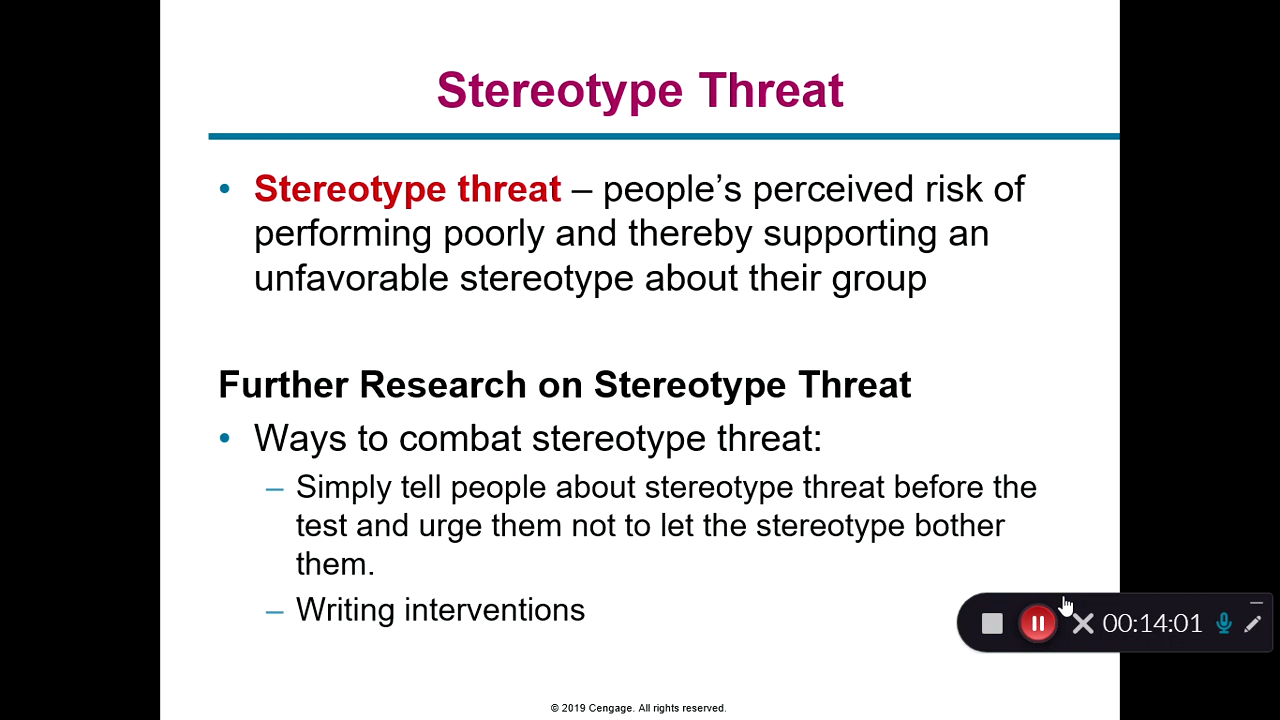 Stereotype Threat
• Stereotype threat – people’s perceived risk of
performing poorly and thereby supporting an
unfavorable stereotype about their group
Further Research on Stereotype Threat
• Ways to combat stereotype threat:
– Simply tell people about stereotype threat before the
test and urge them not to let the stereotype bother
them.
– Writing interventions
00:14:01
© 2019 Cengage. All rights reserved.